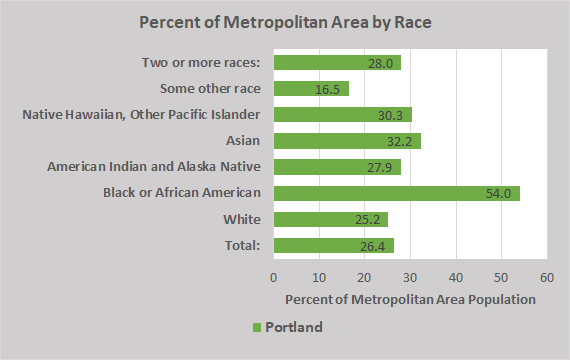 Percent of Metropolitan Area by Race
Two or more races: 28.0
Some other race 16.5
Native Hawaiian, Other Pacific Islander 30.3
Asian 32.2
American Indian and Alaska Native 27.9
Black or African American 54.0
White 25.2
Total: 26.4
0 10 20 30 40 50 60
Percent of Metropolitan Area Population
Portland